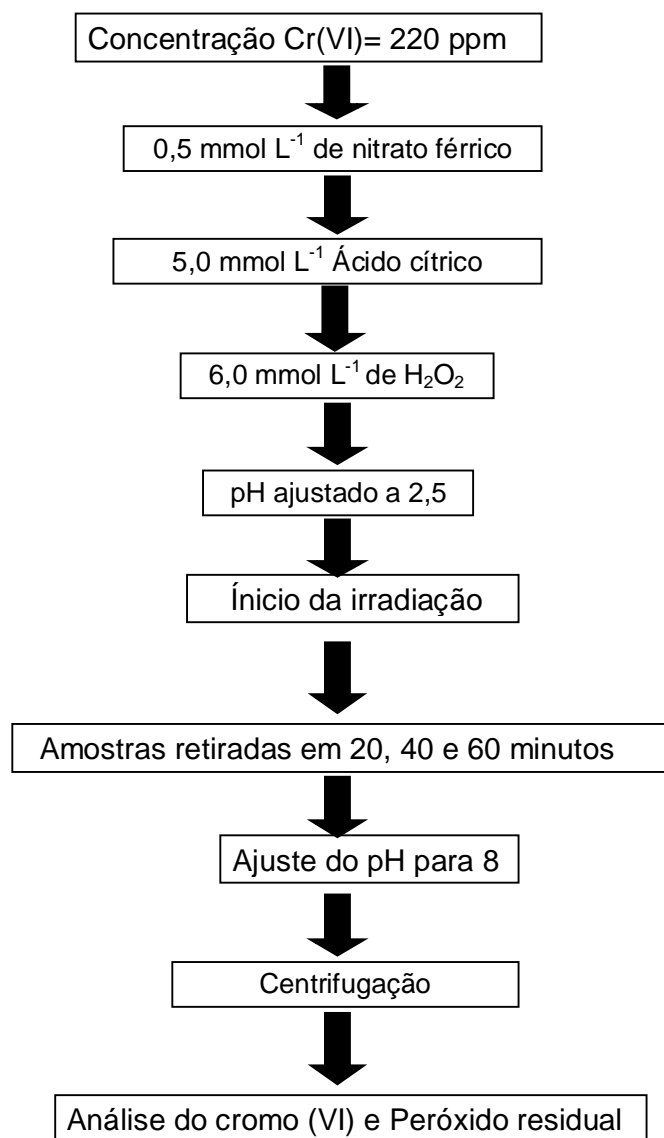 Concentração Cr(VI)= 220 ppm
0,5 mmol L⁻¹ de nitrato férrico
5,0 mmol L⁻¹ Ácido cítrico
6,0 mmol L⁻¹ de H₂O₂
pH ajustado a 2,5
Ínicio da irradiação
Amostras retiradas em 20, 40 e 60 minutos
Ajuste do pH para 8
Centrifugação
Análise do cromo (VI) e Peróxido residual